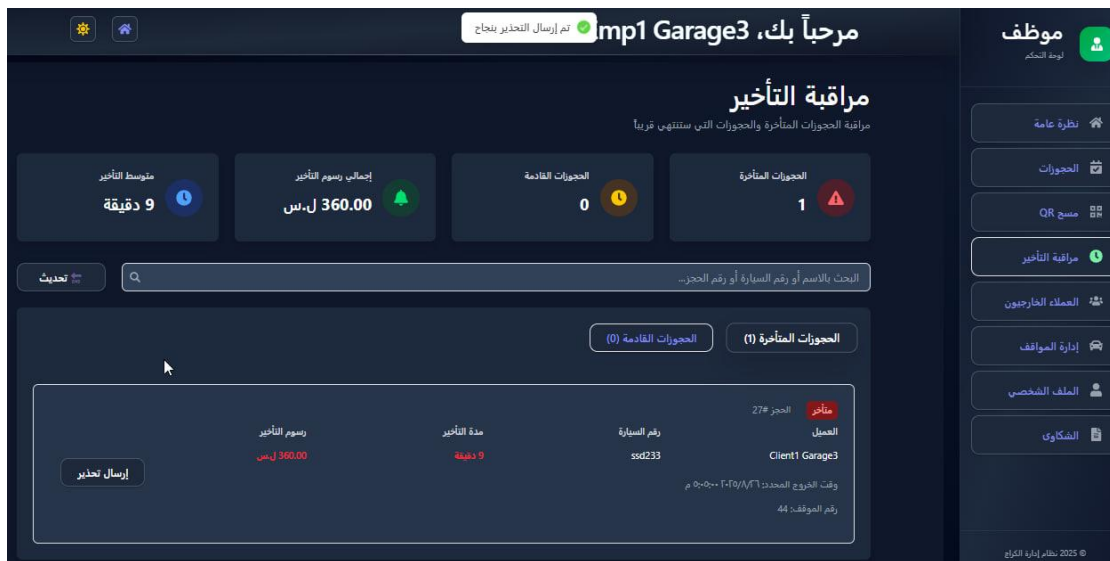 موظف
لوحة التحكم
نظرة عامة
الحجوزات
مسح QR
مراقبة التأخير
العملاء الخارجيون
إدارة المواقف
الملف الشخصي
الشكاوى
© 2025 نظام إدارة الكراج
مرحباً بك، Emp1 Garage3
تم إرسال التحذير بنجاح
مراقبة التأخير
مراقبة الحجوزات المتأخرة والحجوزات التي ستنتهي قريباً
الحجوزات المتأخرة
1
الحجوزات القادمة
0
إجمالي رسوم التأخير
360.00 ل.س
متوسط التأخير
9 دقيقة
البحث بالاسم أو رقم السيارة أو رقم الحجز...
تحديث
الحجوزات المتأخرة (1)
الحجوزات القادمة (0)
متأخر
الحجز #27
العميل رقم السيارة مدة التأخير رسوم التأخير
Client1 Garage3 ssd233 9 دقيقة 360.00 ل.س
إرسال تحذير
وقت الخروج المحدد: ٢٠٢٥/٨/٢٦ ٥:٠٥:٠٠ م
رقم الموقف: 44